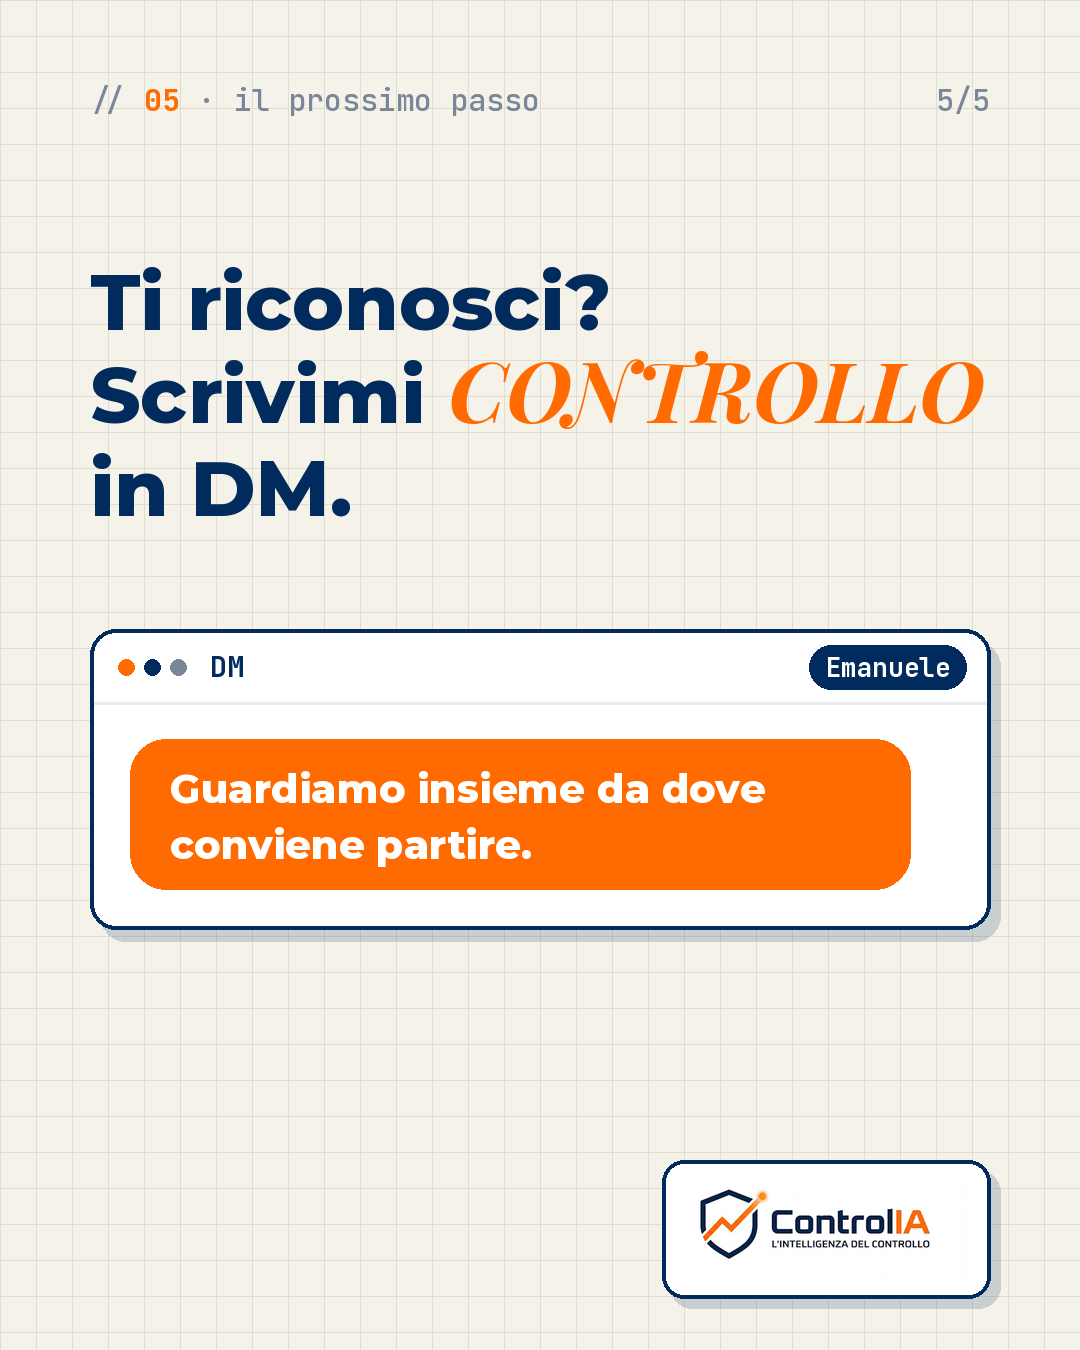 // 05 · il prossimo passo
5/5
Ti riconosci?
Scrivimi CONTROLLO
in DM.
DM
Emanuele
Guardiamo insieme da dove
conviene partire.
ControlIA
L'INTELLIGENZA DEL CONTROLLO